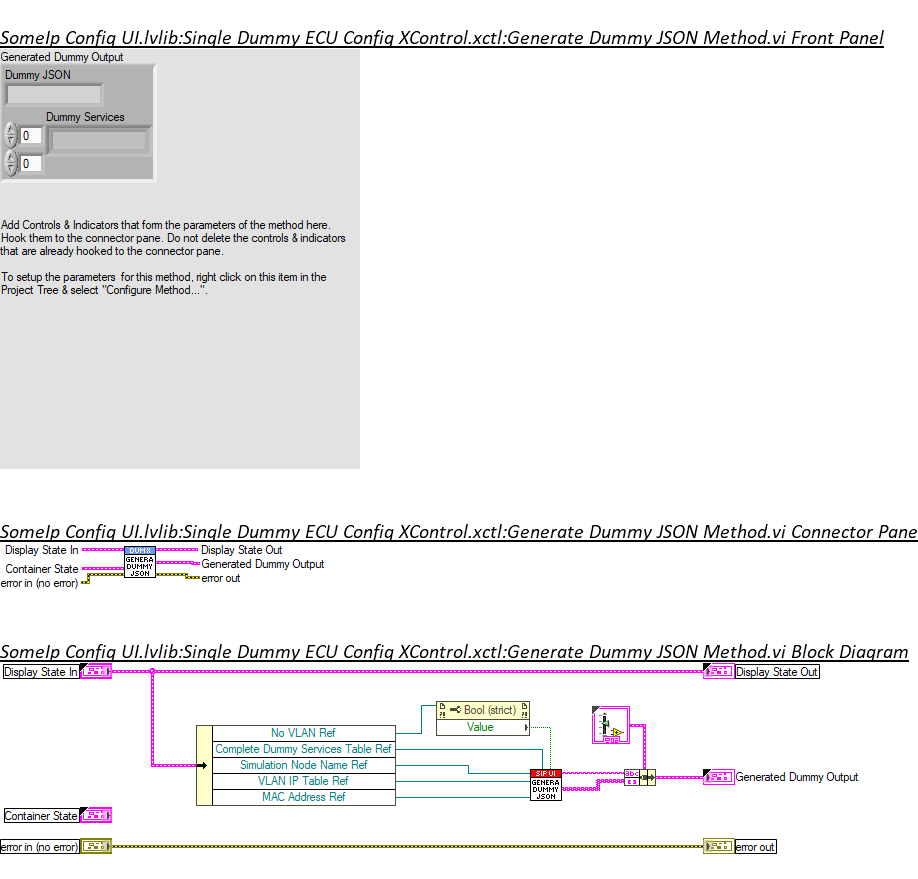 SomeIp Config UI.lvlib:Single Dummy ECU Config XControl.xctl:Generate Dummy JSON Method.vi Front Panel
Generated Dummy Output
Dummy JSON
Dummy Services
0
0
Add Controls & Indicators that form the parameters of the method here.
Hook them to the connector pane. Do not delete the controls & indicators
that are already hooked to the connector pane.
To setup the parameters for this method, right click on this item in the
Project Tree & select "Configure Method...".
SomeIp Config UI.lvlib:Single Dummy ECU Config XControl.xctl:Generate Dummy JSON Method.vi Connector Pane
Display State In
Container State
error in (no error)
DUMX
GENERA
DUMMY
JSON
Display State Out
Generated Dummy Output
error out
SomeIp Config UI.lvlib:Single Dummy ECU Config XControl.xctl:Generate Dummy JSON Method.vi Block Diagram
Display State In
Display State Out
Bool (strict)
Value
No VLAN Ref
Complete Dummy Services Table Ref
Simulation Node Name Ref
VLAN IP Table Ref
MAC Address Ref
SIP UI
GENERA
DUMMY
JSON
abc
Generated Dummy Output
Container State
error in (no error)
error out